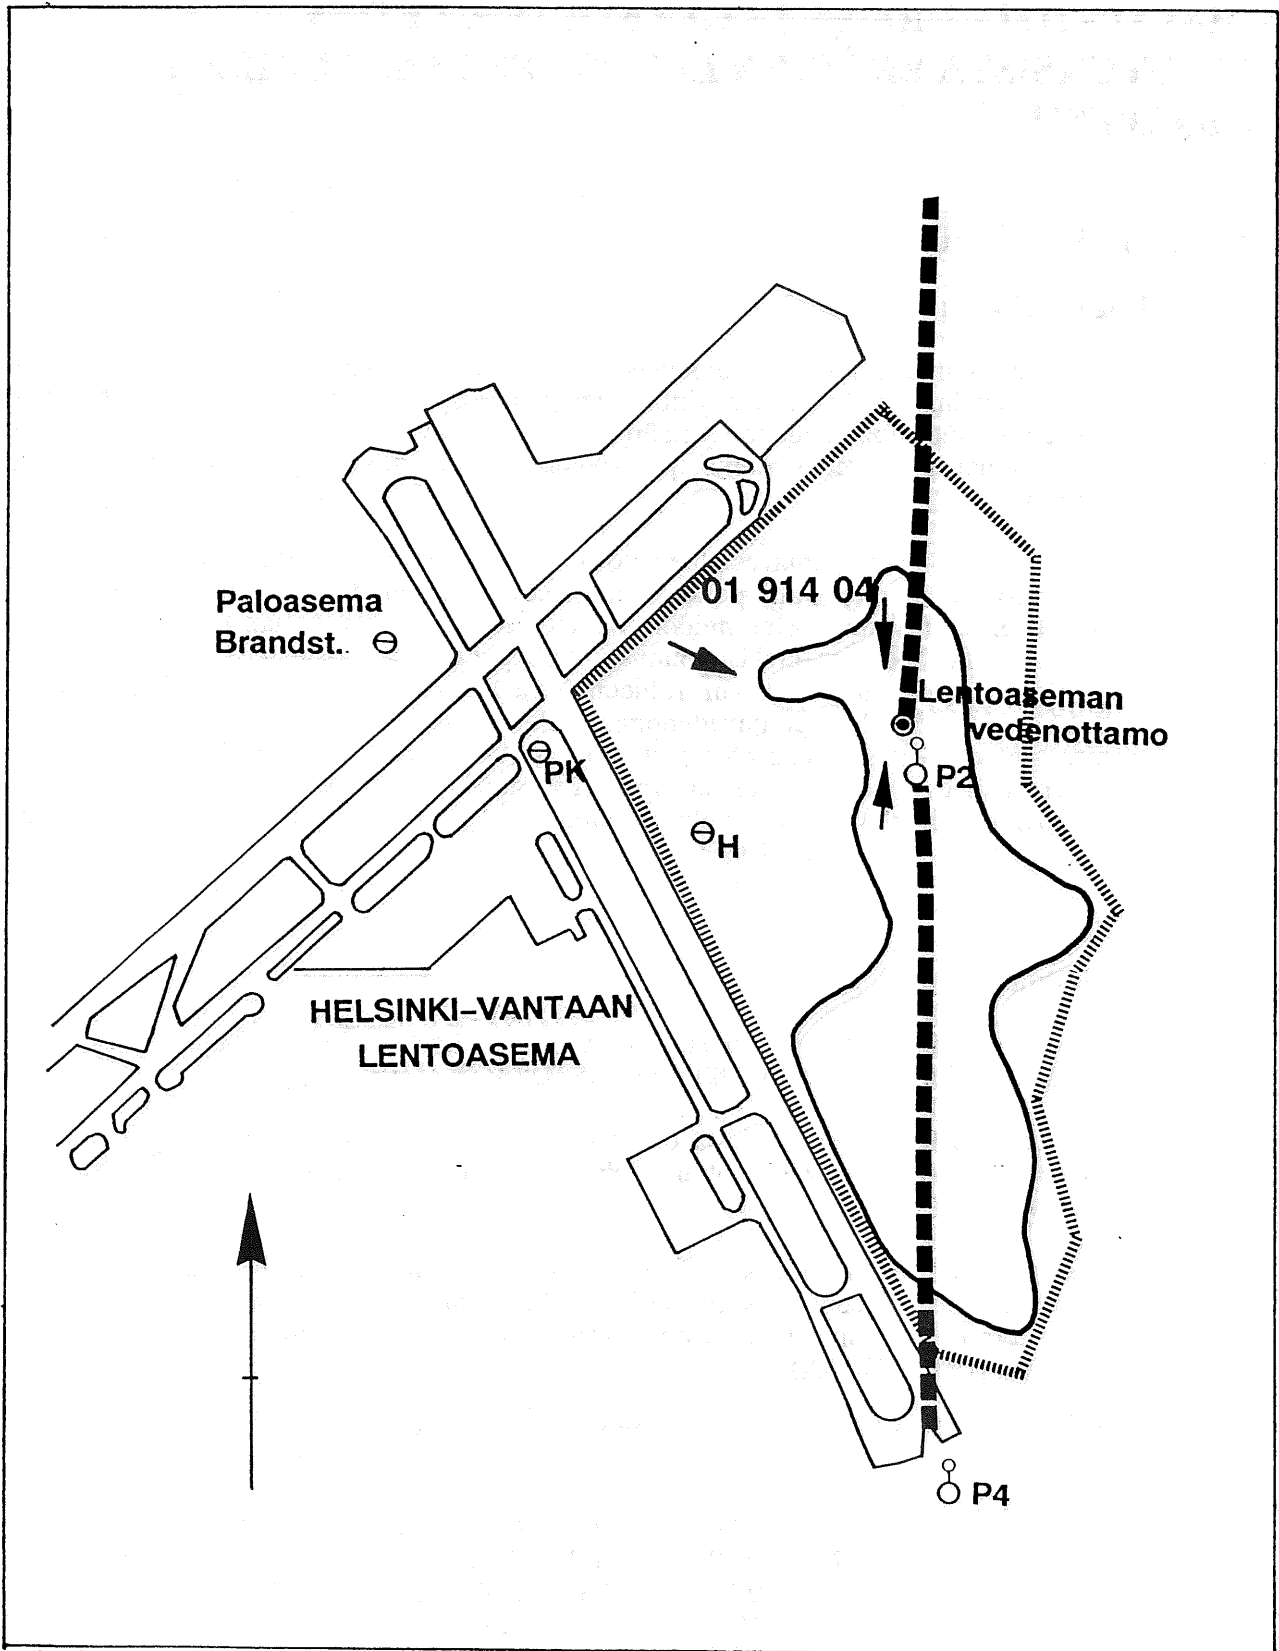 01 914 04
Paloasema
Brandst.
Lentoaseman
vedenottamo
PK
P2
H
HELSINKI–VANTAAN
LENTOASEMA
P4